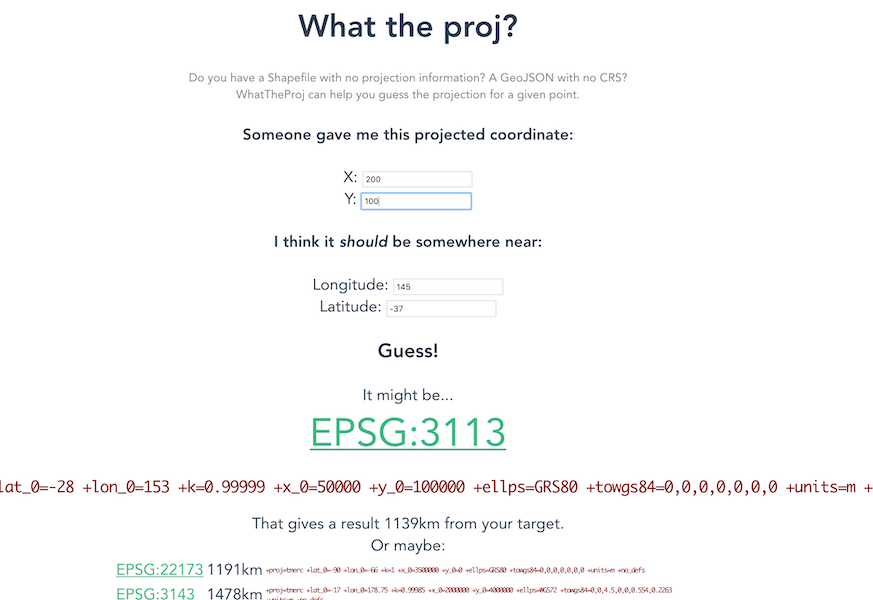 What the proj?
Do you have a Shapefile with no projection information? A GeoJSON with no CRS?
WhatTheProj can help you guess the projection for a given point.
Someone gave me this projected coordinate:
X: 200
Y: 100
I think it should be somewhere near:
Longitude: 145
Latitude: -37
Guess!
It might be...
EPSG:3113
lat_0=-28 +lon_0=153 +k=0.99999 +x_0=50000 +y_0=100000 +ellps=GRS80 +towgs84=0,0,0,0,0,0,0 +units=m +
That gives a result 1139km from your target.
Or maybe:
EPSG:22173 1191km +proj=tmerc +lat_0=-90 +lon_0=-66 +k=1 +x_0=3500000 +y_0=0 +ellps=GRS80 +towgs84=0,0,0,0,0,0,0 +units=m +no_defs
EPSG:3143 1478km +proj=tmerc +lat_0=-17 +lon_0=178.75 +k=0.99985 +x_0=2000000 +y_0=4000000 +ellps=WGS72 +towgs84=0,0,4.5,0,0,0.554,0.2263
+units=m +no_defs